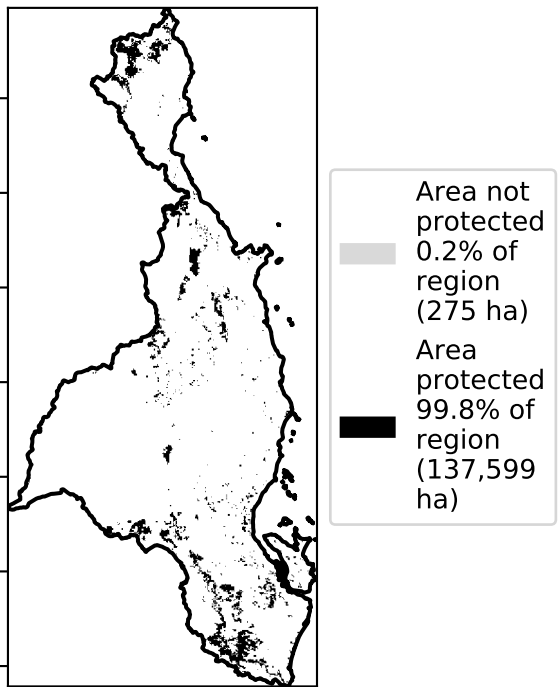 Area not
protected
0.2% of
region
(275 ha)
Area
protected
99.8% of
region
(137,599
ha)